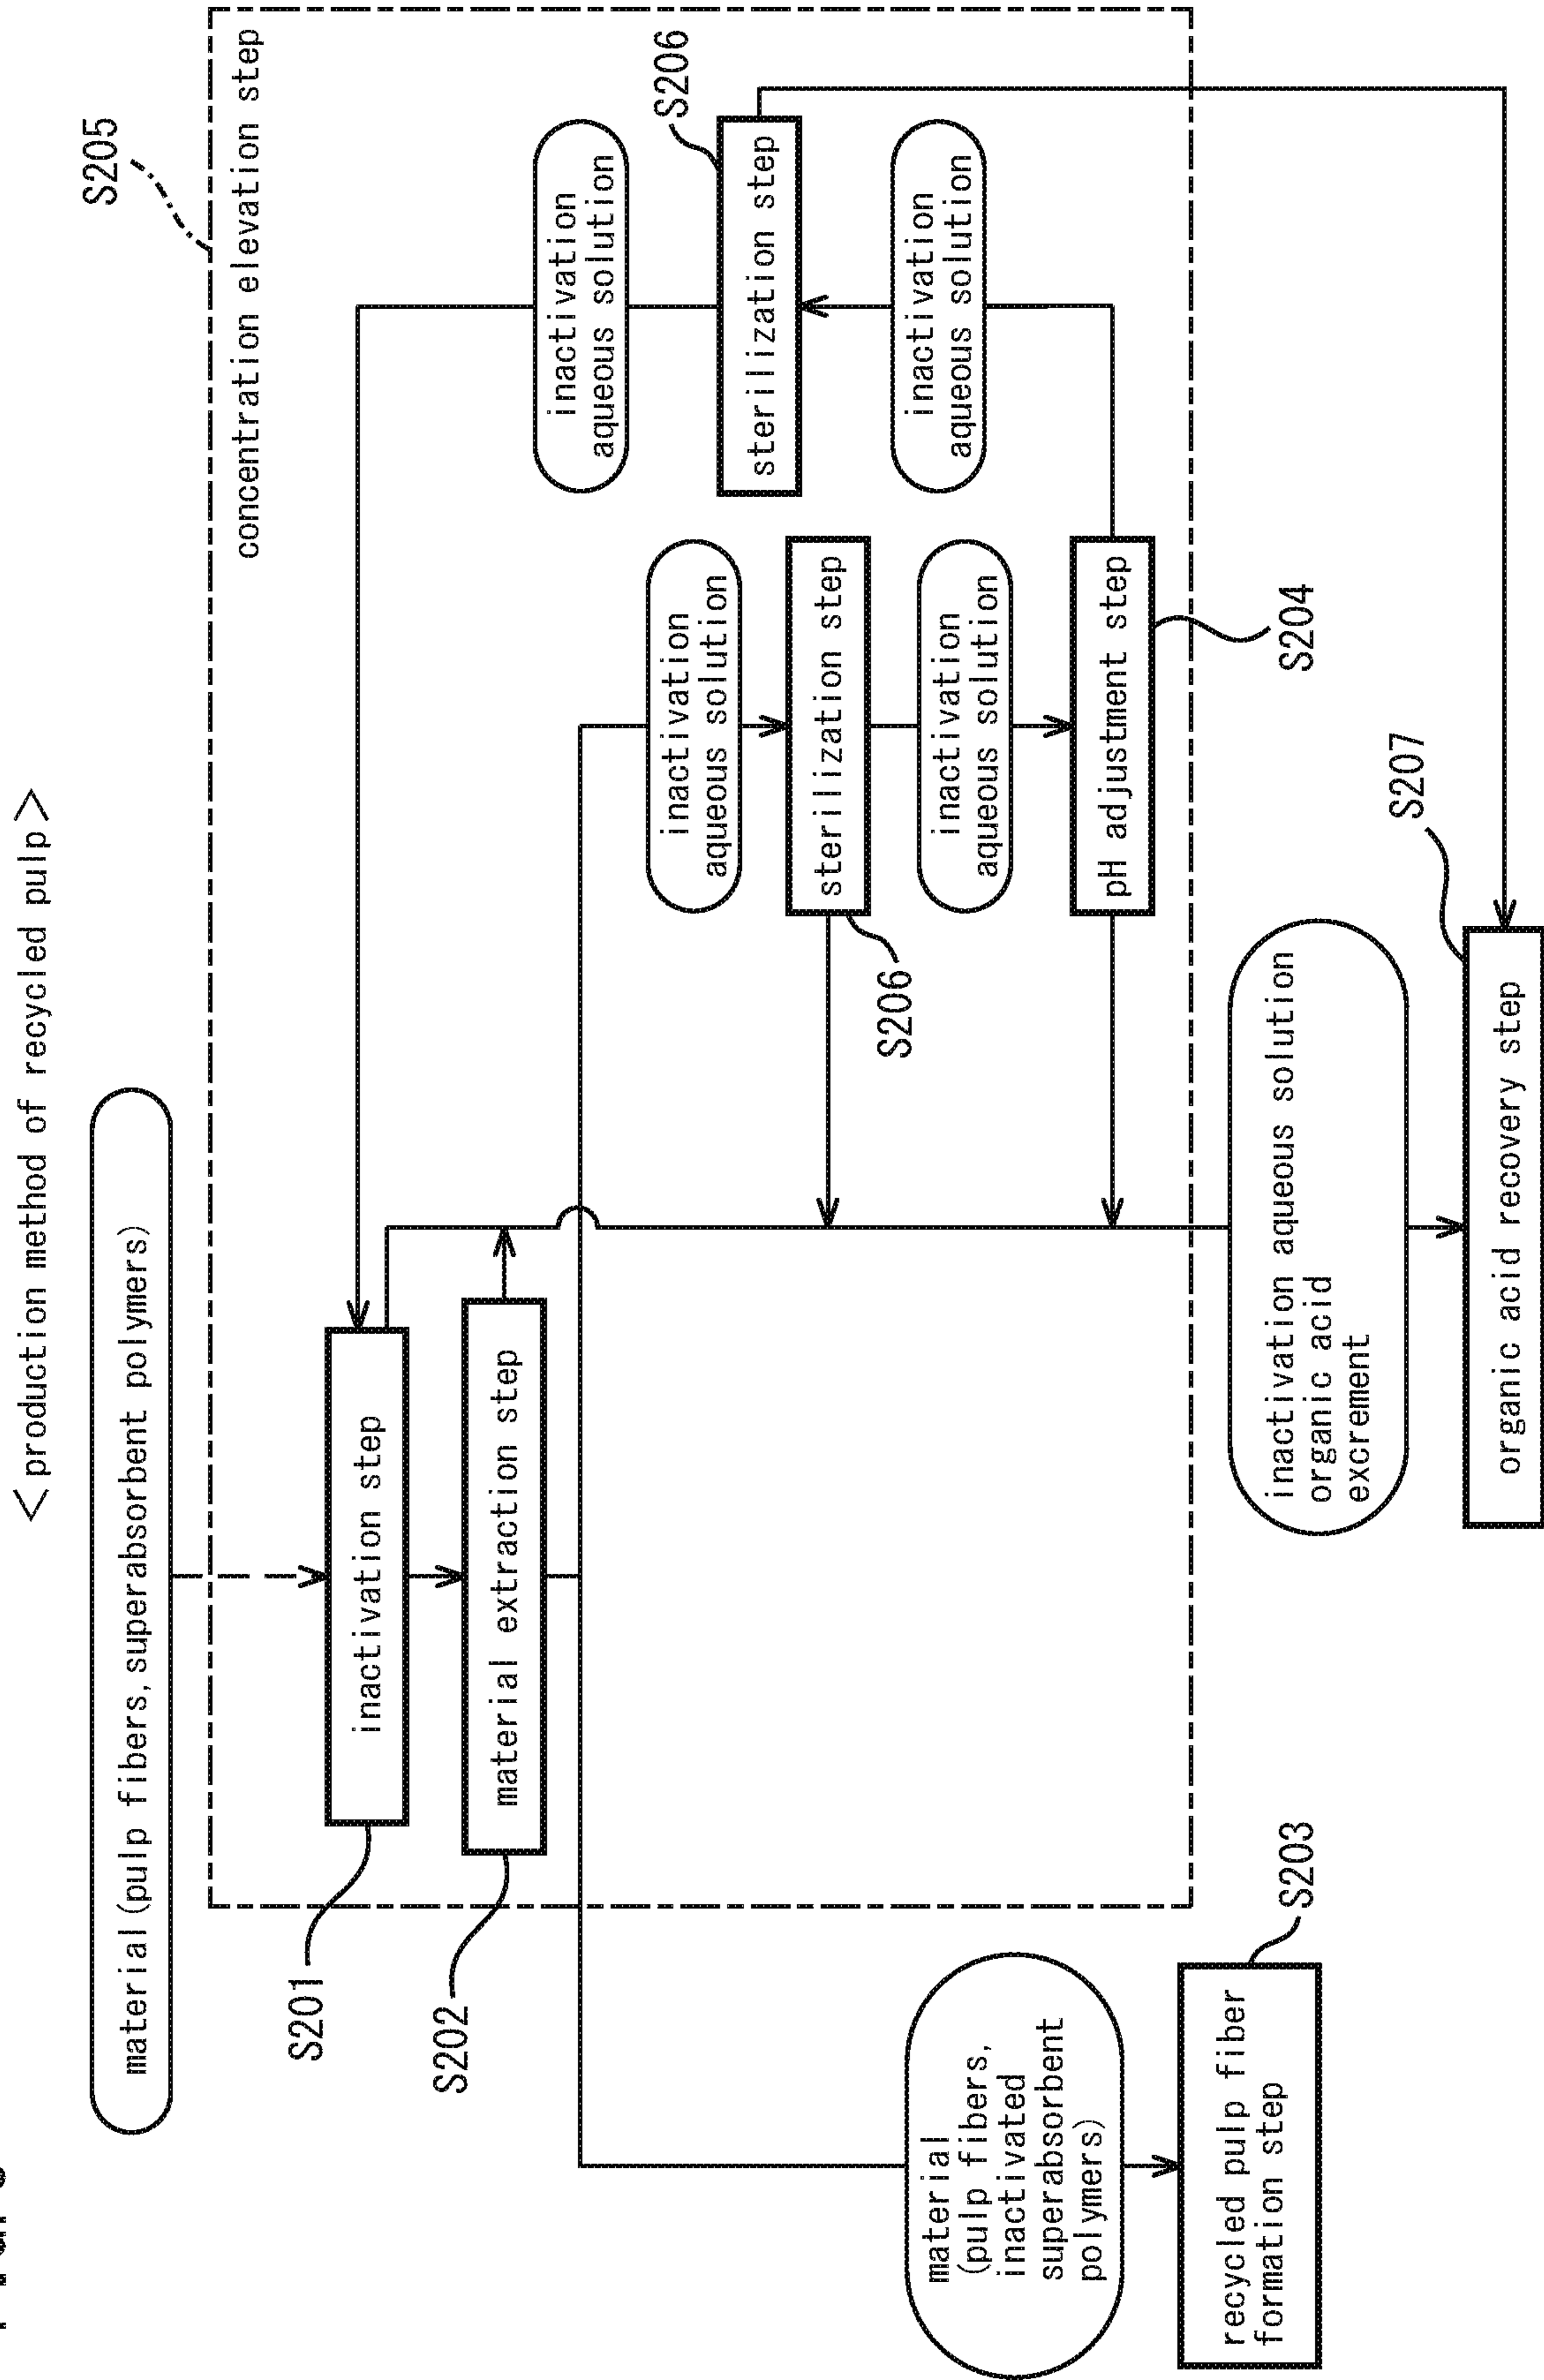 <production method of recycled pulp>
material(pulp fibers, superabsorbent polymers)
S205
concentration elevation step
S201
inactivation step
S202
material extraction step
inactivation
aqueous solution
S206
sterilization step
inactivation
aqueous solution
inactivation
aqueous solution
sterilization step
S206
inactivation
aqueous solution
pH adjustment step
S204
material
(pulp fibers,
inactivated
superabsorbent
polymers)
S203
recycled pulp fiber
formation step
inactivation aqueous solution
organic acid
excrement
S207
organic acid recovery step